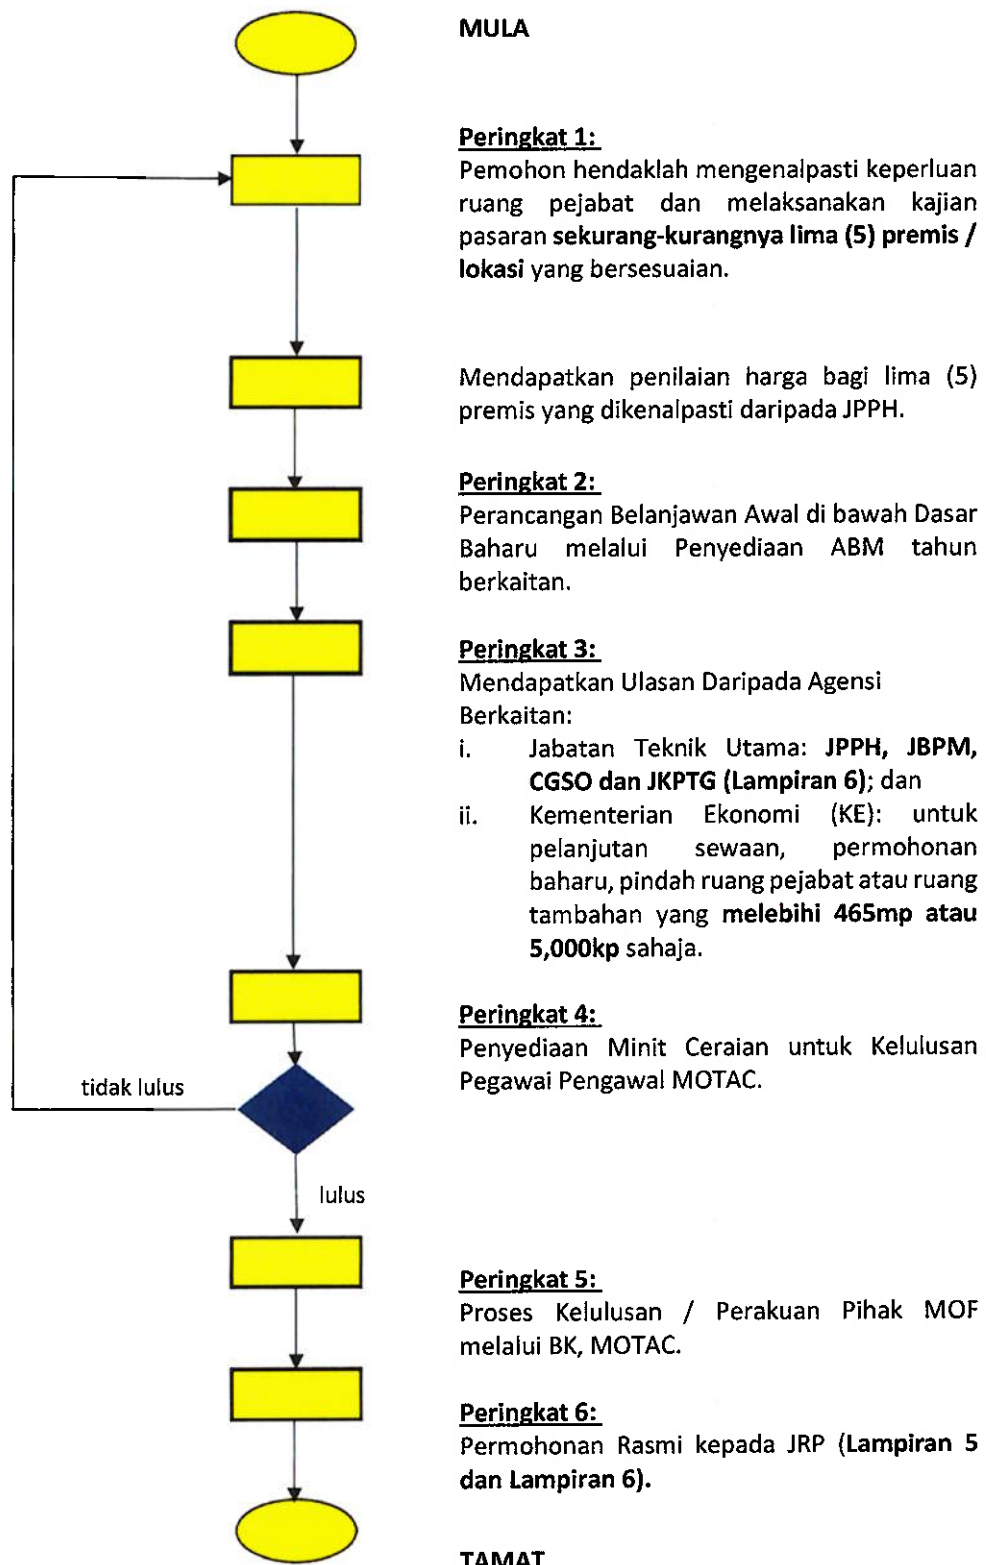 MULA
Peringkat 1:
Pemohon hendaklah mengenalpasti keperluan
ruang pejabat dan melaksanakan kajian
pasaran sekurang-kurangnya lima (5) premis /
lokasi yang bersesuaian.
Mendapatkan penilaian harga bagi lima (5)
premis yang dikenalpasti daripada JPPH.
Peringkat 2:
Perancangan Belanjawan Awal di bawah Dasar
Baharu melalui Penyediaan ABM tahun
berkaitan.
Peringkat 3:
Mendapatkan Ulasan Daripada Agensi
Berkaitan:
i. Jabatan Teknik Utama: JPPH, JBPM,
CGSO dan JKPTG (Lampiran 6); dan
ii. Kementerian Ekonomi (KE): untuk
pelanjutan sewaan, permohonan
baharu, pindah ruang pejabat atau ruang
tambahan yang melebihi 465mp atau
5,000kp sahaja.
Peringkat 4:
Penyediaan Minit Ceraian untuk Kelulusan
Pegawai Pengawal MOTAC.
tidak lulus
lulus
Peringkat 5:
Proses Kelulusan / Perakuan Pihak MOF
melalui BK, MOTAC.
Peringkat 6:
Permohonan Rasmi kepada JRP (Lampiran 5
dan Lampiran 6).
TAMAT